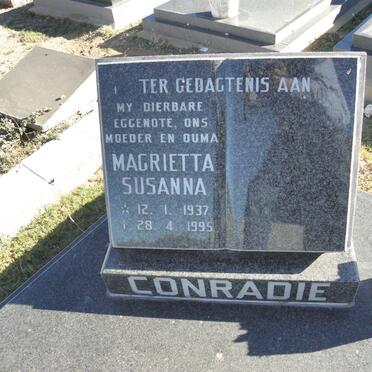 TER GEDAGTENIS AAN
MY DIERBARE
EGGENOTE, ONS
MOEDER EN OUMA
MAGRIETTA
SUSANNA
* 12. 1. 1937
† 28. 4. 1995
CONRADIE